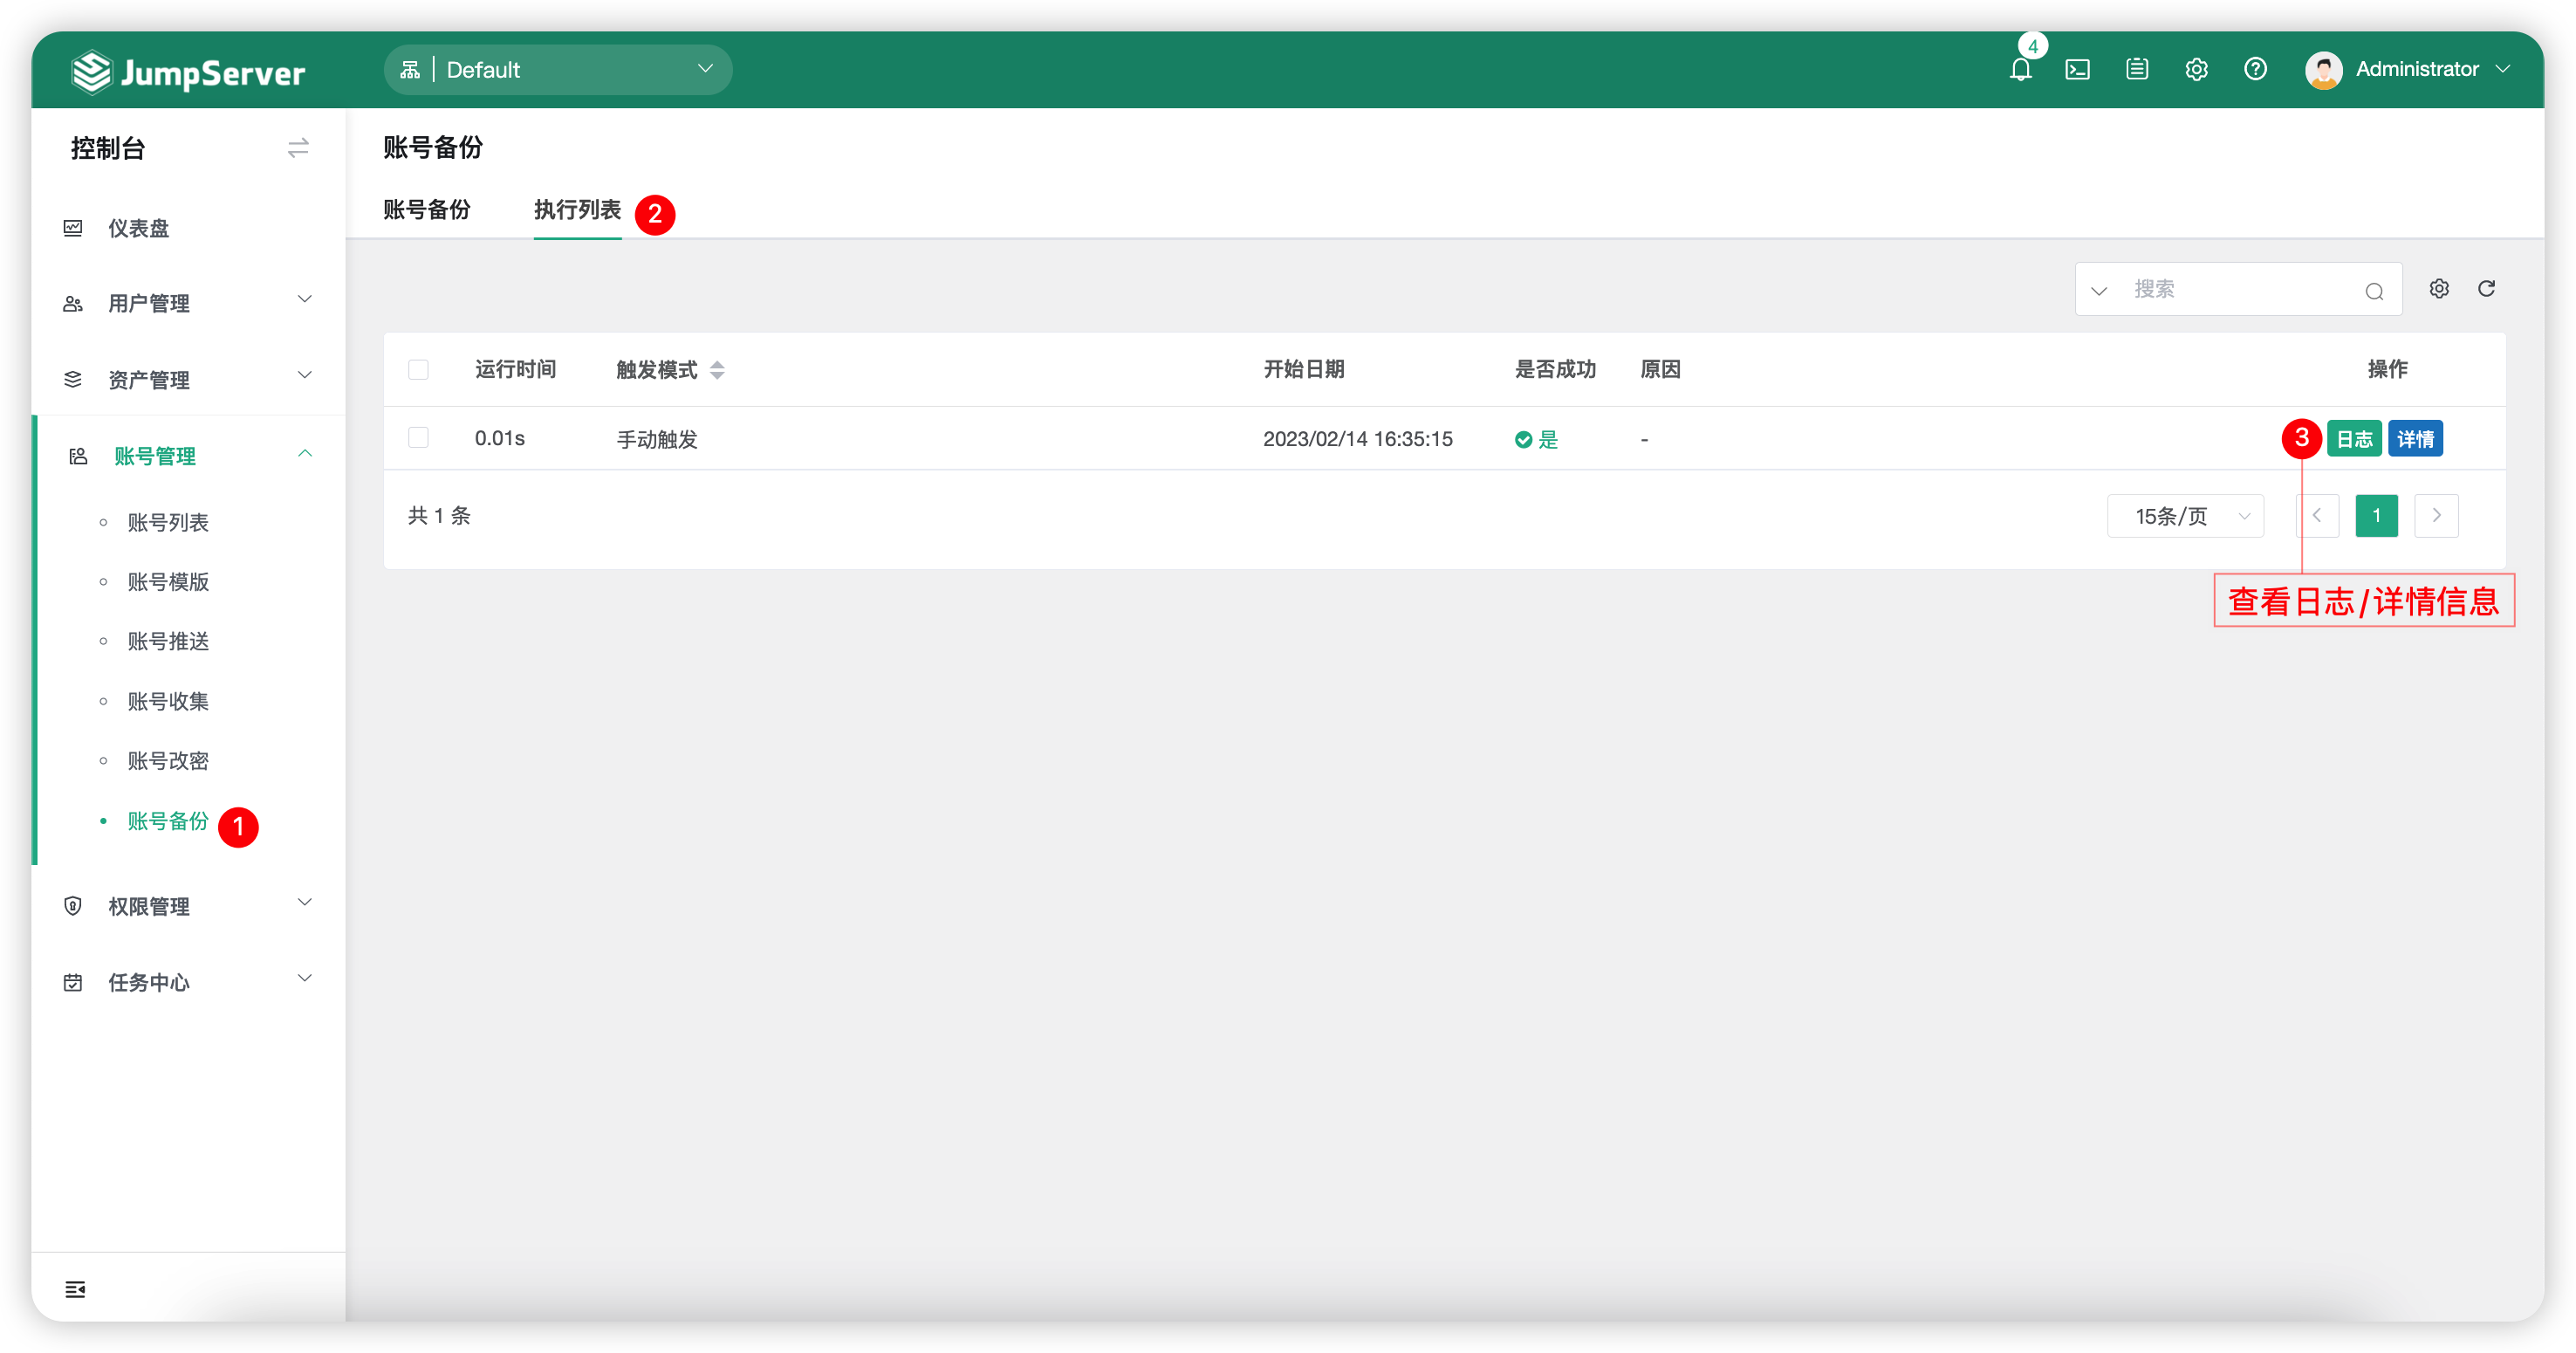 JumpServer
Default
4
Administrator
控制台
仪表盘
用户管理
资产管理
账号管理
账号列表
账号模版
账号推送
账号收集
账号改密
账号备份 1
权限管理
任务中心
账号备份
账号备份 执行列表 2
搜索
运行时间 触发模式 开始日期 是否成功 原因 操作
0.01s 手动触发 2023/02/14 16:35:15 是 - 3 日志 详情
共 1 条 15条/页 1
查看日志/详情信息